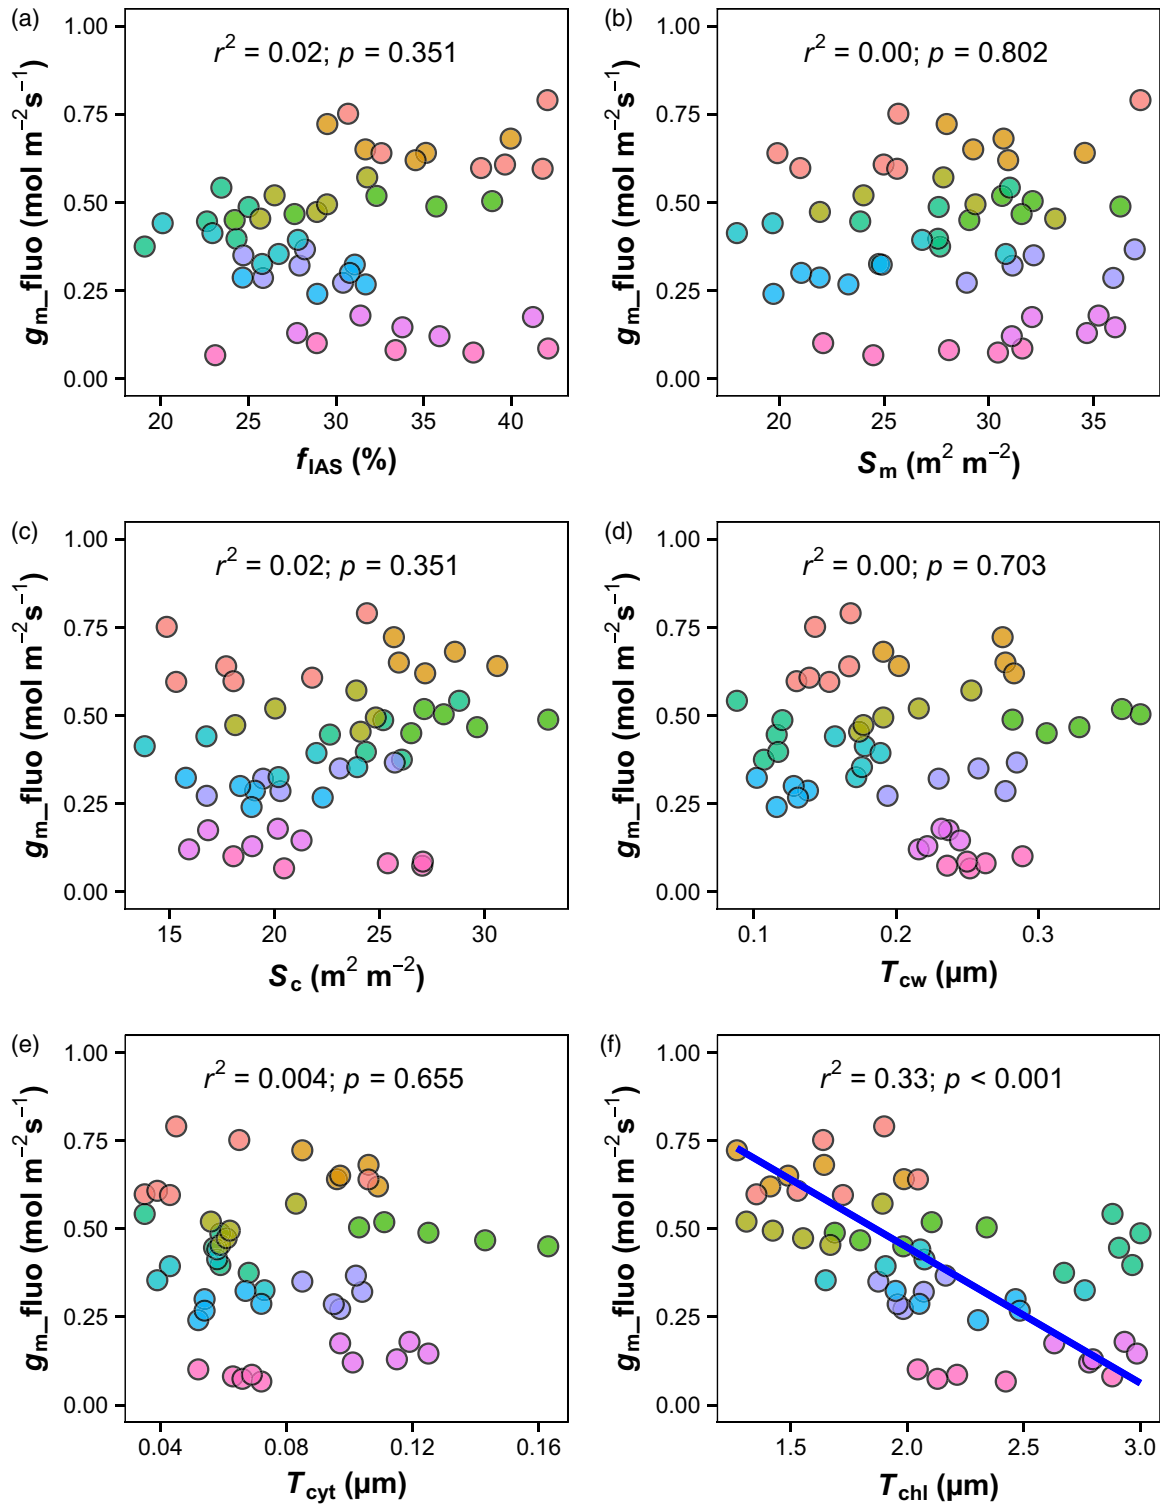 (a)
r² = 0.02; p = 0.351
1.00
0.75
0.50
0.25
0.00
gm_fluo (mol m−2s−1)
20 25 30 35 40
fIAS (%)
(b)
r² = 0.00; p = 0.802
1.00
0.75
0.50
0.25
0.00
gm_fluo (mol m−2s−1)
20 25 30 35
Sm (m2 m−2)
(c)
r² = 0.02; p = 0.351
1.00
0.75
0.50
0.25
0.00
gm_fluo (mol m−2s−1)
15 20 25 30
Sc (m2 m−2)
(d)
r² = 0.00; p = 0.703
1.00
0.75
0.50
0.25
0.00
gm_fluo (mol m−2s−1)
0.1 0.2 0.3
Tcw (µm)
(e)
r² = 0.004; p = 0.655
1.00
0.75
0.50
0.25
0.00
gm_fluo (mol m−2s−1)
0.04 0.08 0.12 0.16
Tcyt (µm)
(f)
r² = 0.33; p < 0.001
1.00
0.75
0.50
0.25
0.00
gm_fluo (mol m−2s−1)
1.5 2.0 2.5 3.0
Tchl (µm)